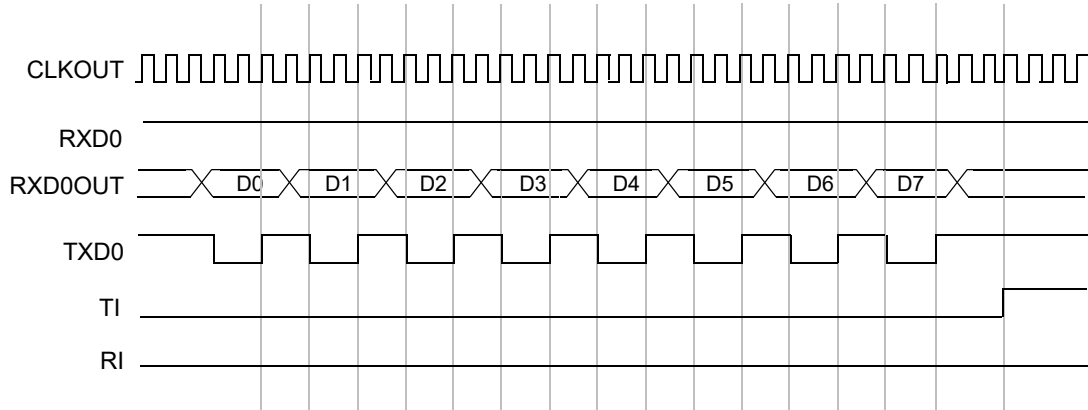 CLKOUT
RXD0
RXD0OUT D0 D1 D2 D3 D4 D5 D6 D7
TXD0
TI
RI